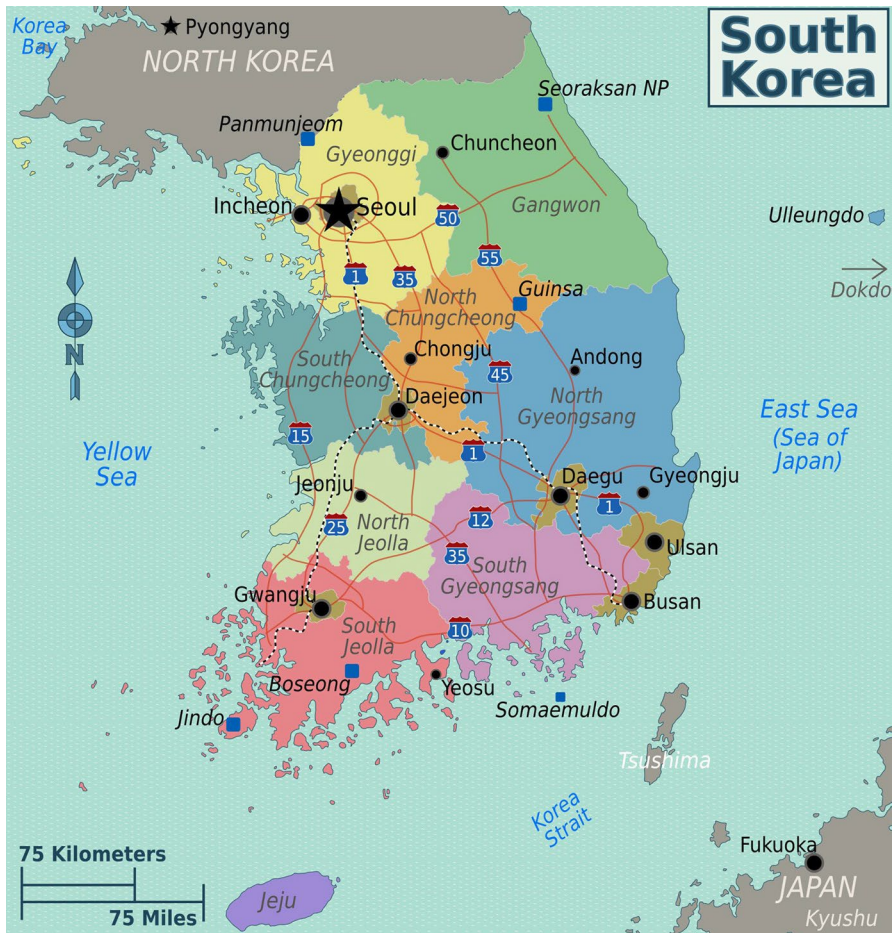 Korea
Bay
Pyongyang
NORTH KOREA
South
Korea
Seoraksan NP
Panmunjeom
Gyeonggi
Chuncheon
Incheon
Seoul
50
Gangwon
Ulleungdo
55
1
35
Dokdo
North
Chungcheong
Guinsa
N
South
Chungcheong
Chongju
45
Andong
Daejeon
North
Gyeongsang
East Sea
(Sea of
Japan)
15
Yellow
Sea
1
Jeonju
Daegu
Gyeongju
1
25
North
Jeolla
12
35
South
Gyeongsang
Ulsan
Gwangju
Busan
South
Jeolla
10
Boseong
Yeosu
Jindo
Somaemuldo
Tsushima
Korea
Strait
75 Kilometers
75 Miles
Jeju
Fukuoka
JAPAN
Kyushu